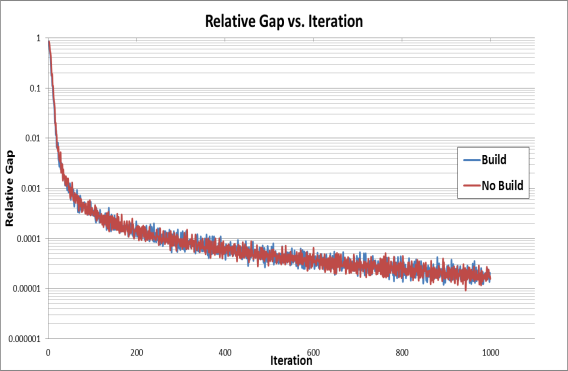 Relative Gap vs. Iteration
1
0.1
0.01
0.001
0.0001
0.00001
0.000001
Relative Gap
Build
No Build
0 200 400 600 800 1000
Iteration